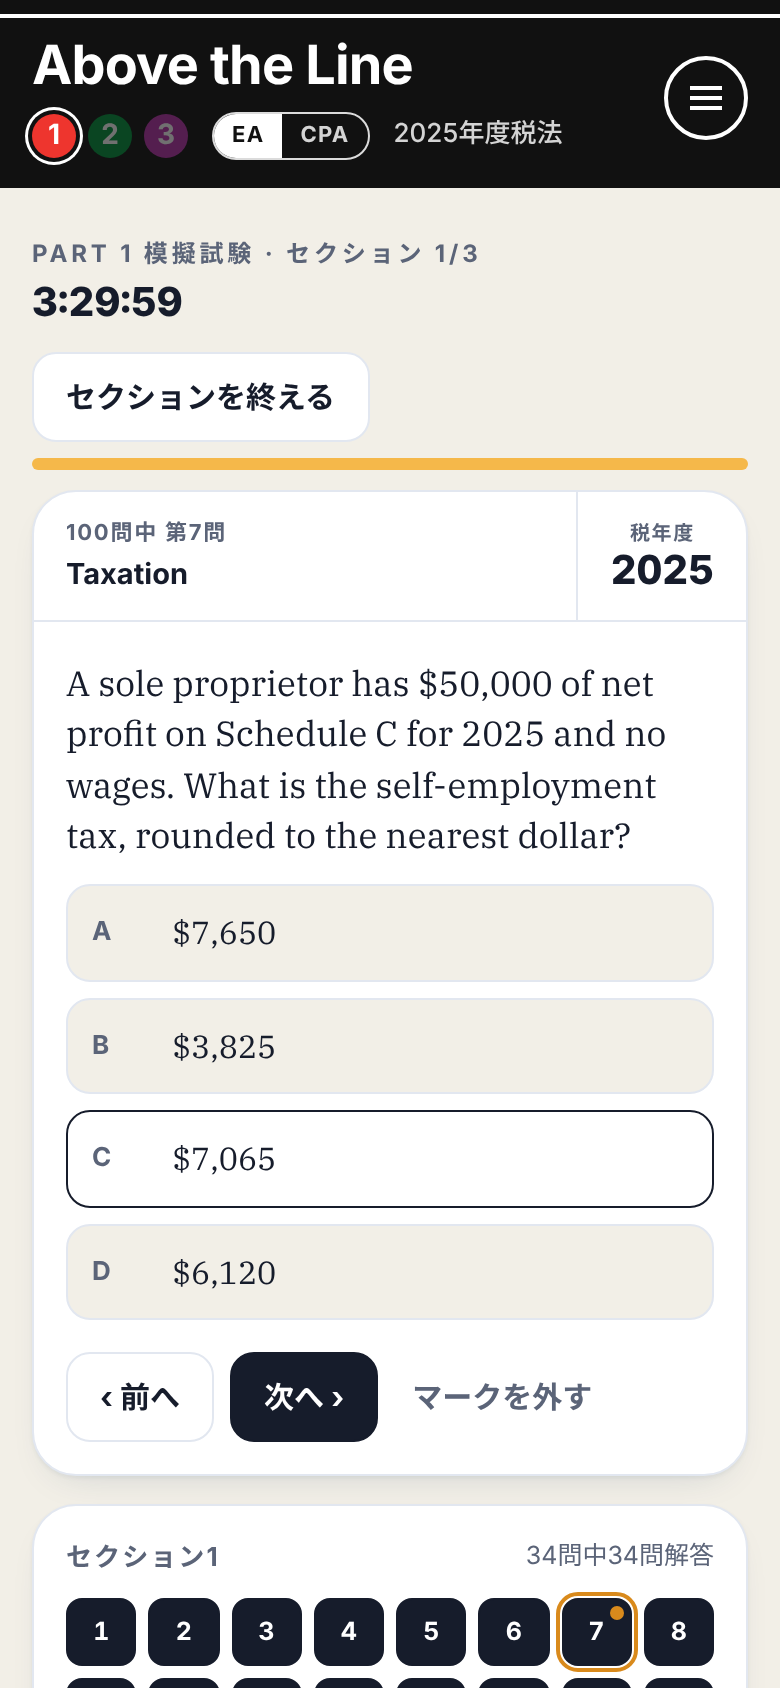 Above the Line
1 2 3 EA CPA 2025年度税法
PART 1 模擬試験 · セクション 1/3
3:29:59
セクションを終える
100問中 第7問
Taxation
税年度
2025
A sole proprietor has $50,000 of net
profit on Schedule C for 2025 and no
wages. What is the self-employment
tax, rounded to the nearest dollar?
A $7,650
B $3,825
C $7,065
D $6,120
‹ 前へ 次へ › マークを外す
セクション1 34問中34問解答
1 2 3 4 5 6 7 8